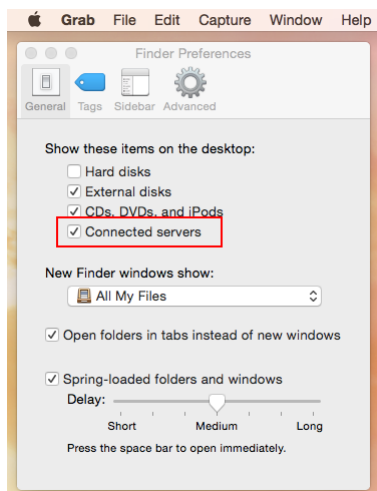 Grab File Edit Capture Window Help
Finder Preferences
General Tags Sidebar Advanced
Show these items on the desktop:
Hard disks
External disks
CDs, DVDs, and iPods
Connected servers
New Finder windows show:
All My Files
Open folders in tabs instead of new windows
Spring-loaded folders and windows
Delay:
Short Medium Long
Press the space bar to open immediately.